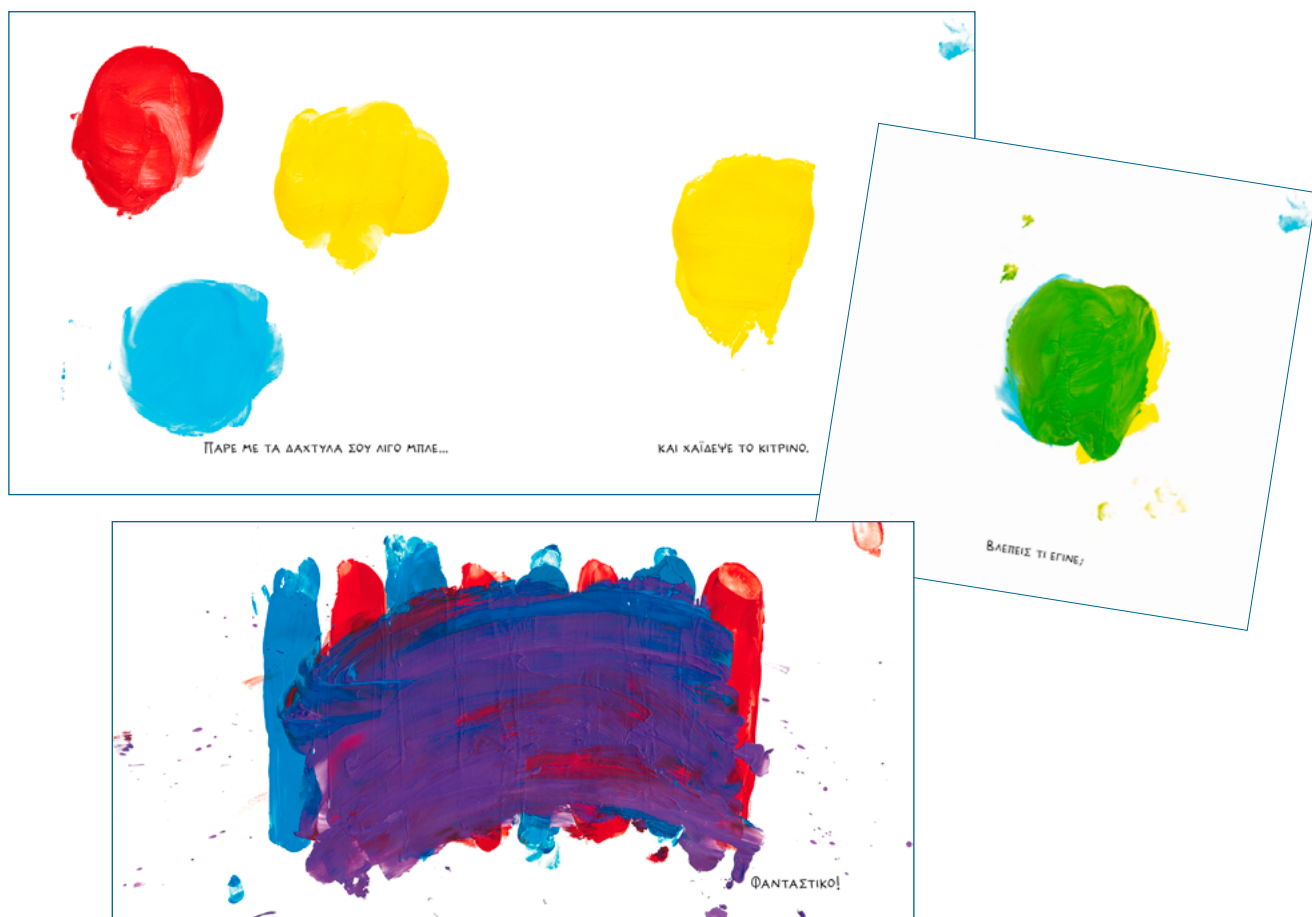 ΠΑΡΕ ΜΕ ΤΑ ΔΑΧΤΥΛΑ ΣΟΥ ΛΙΓΟ ΜΠΛΕ...
ΚΑΙ ΧΑΪΔΕΨΕ ΤΟ ΚΙΤΡΙΝΟ.
ΒΛΕΠΕΙΣ ΤΙ ΕΓΙΝΕ;
ΦΑΝΤΑΣΤΙΚΟ!